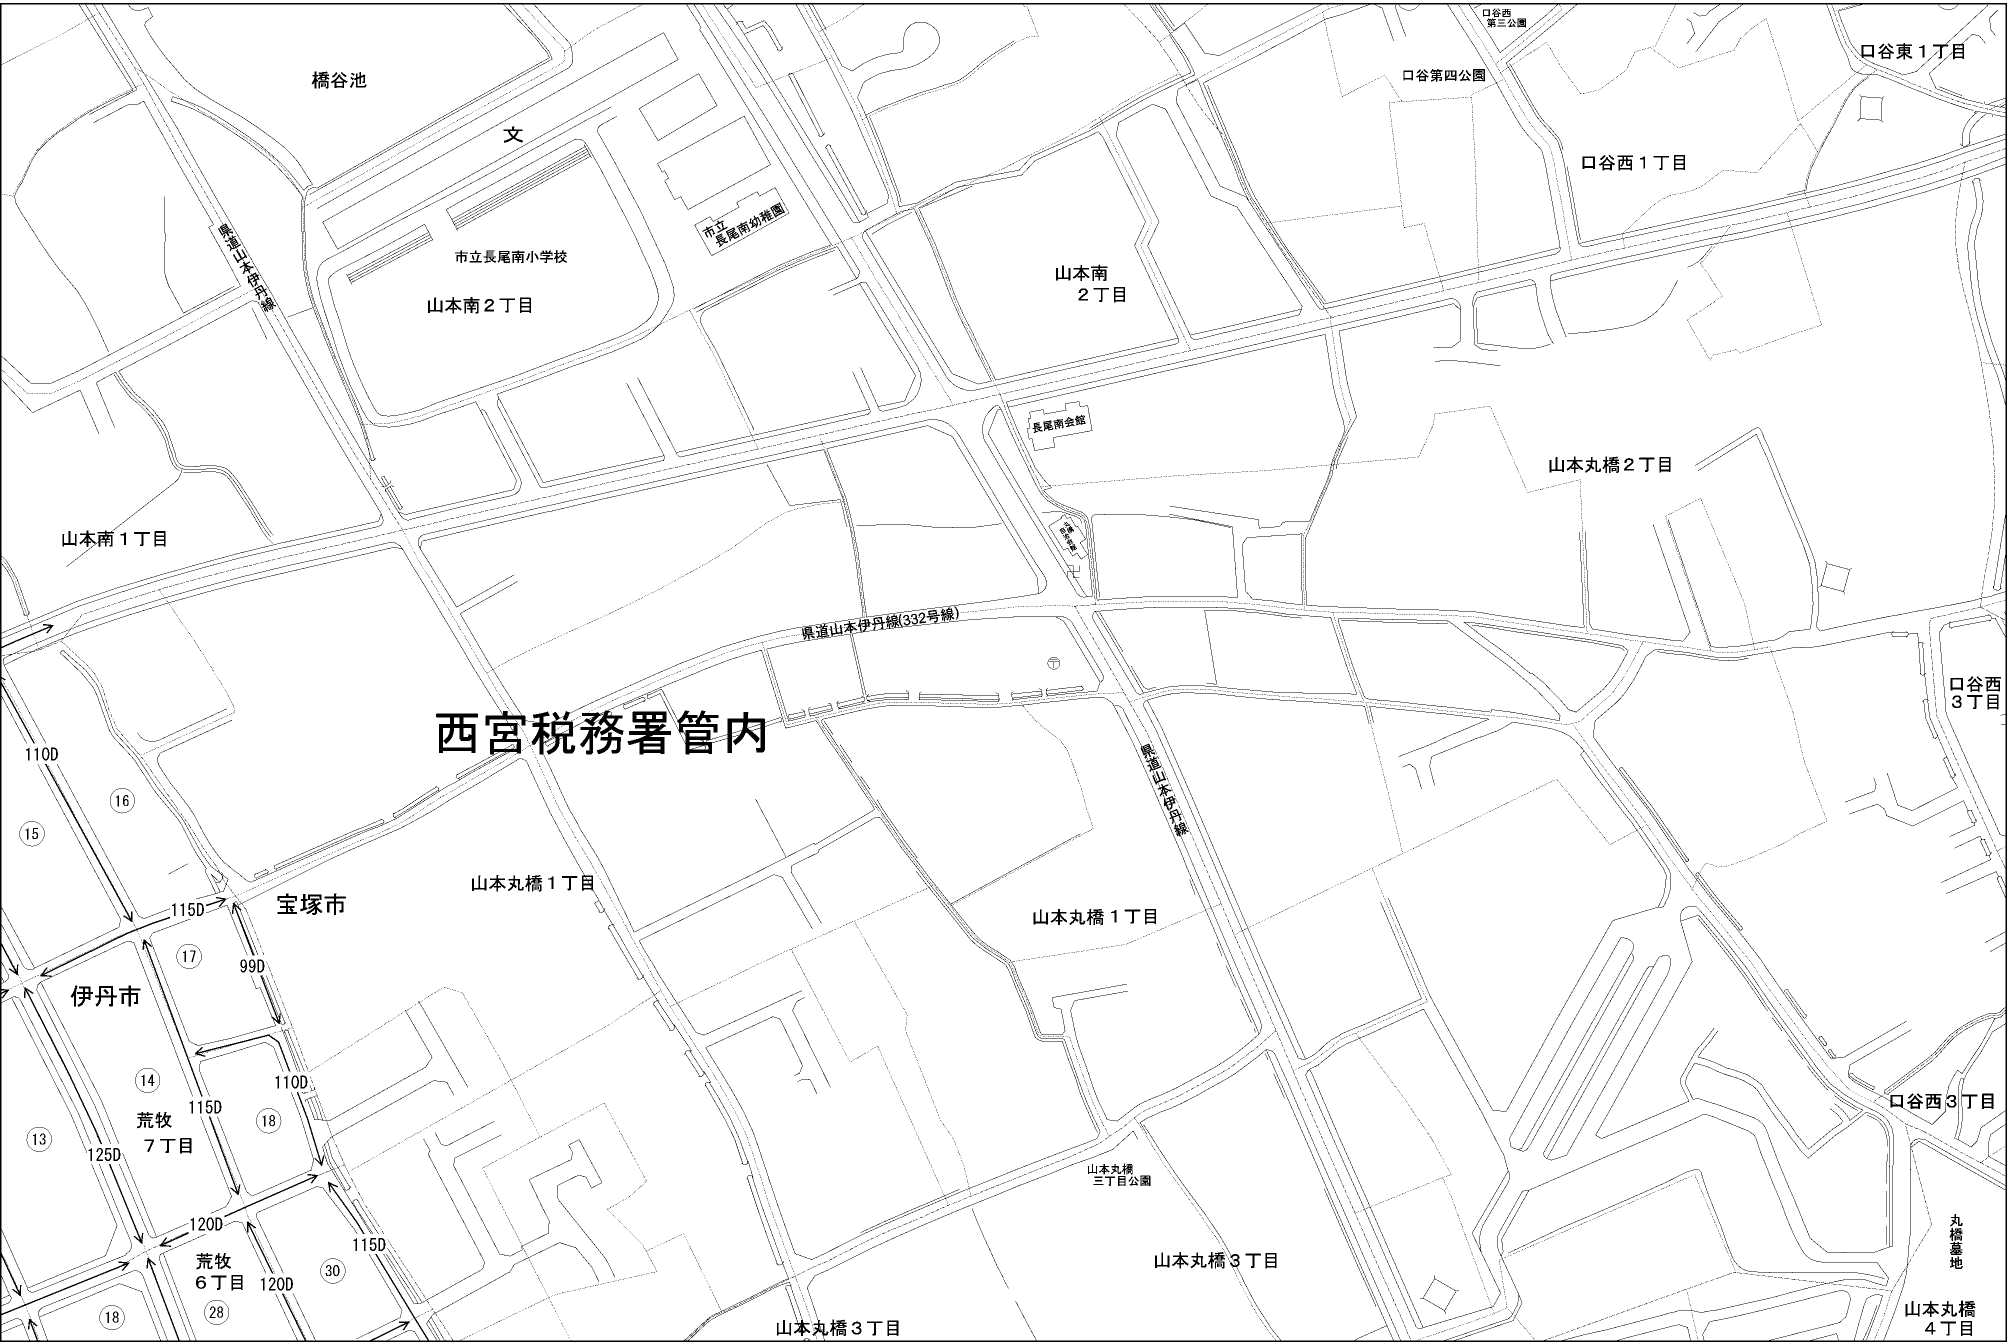 口谷西
第三公園
口谷東１丁目
口谷第四公園
橋谷池
文
口谷西１丁目
市立
長尾南幼稚園
県道山本伊丹線
市立長尾南小学校
山本南２丁目
山本南
２丁目
長尾南会館
山本丸橋２丁目
山本南１丁目
丸橋
自治会館
卍
県道山本伊丹線(332号線)
〒
口谷西
３丁目
西宮税務署管内
110D
県道山本伊丹線
16
15
山本丸橋１丁目
宝塚市
115D
山本丸橋１丁目
17
99D
伊丹市
14
110D
115D
荒牧
７丁目
18
13
125D
口谷西３丁目
山本丸橋
三丁目公園
120D
115D
丸橋墓地
荒牧
６丁目
120D
30
山本丸橋３丁目
18
28
山本丸橋３丁目
山本丸橋
４丁目